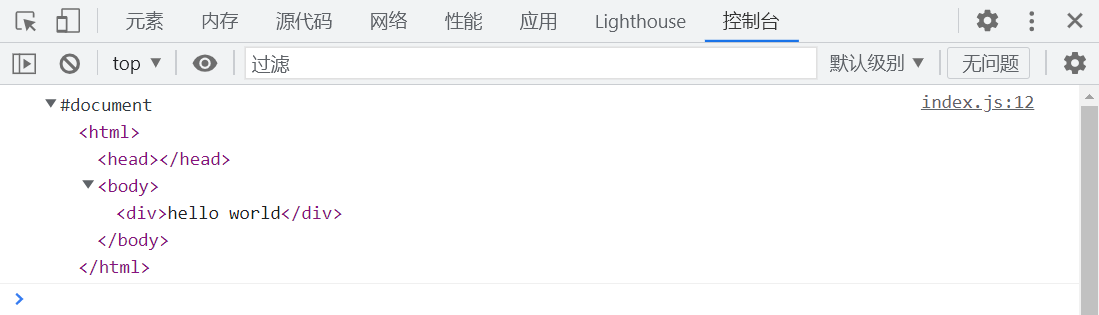 元素 内存 源代码 网络 性能 应用 Lighthouse 控制台
top 过滤 默认级别 无问题
#document index.js:12
<html>
<head></head>
<body>
<div>hello world</div>
</body>
</html>